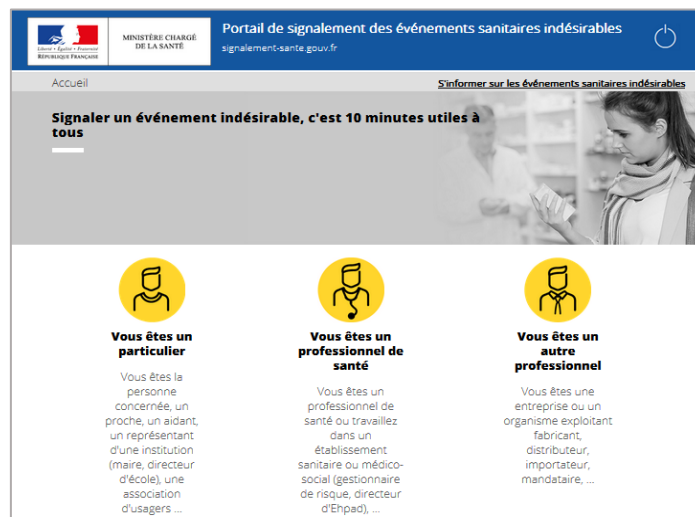 Portail de signalement des événements sanitaires indésirables
signalement-sante.gouv.fr
Liberté • Égalité • Fraternité
RÉPUBLIQUE FRANÇAISE
MINISTÈRE CHARGÉ
DE LA SANTÉ
Accueil
S'informer sur les événements sanitaires indésirables
Signaler un événement indésirable, c'est 10 minutes utiles à
tous
Vous êtes un
particulier
Vous êtes la
personne
concernée, un
proche, un aidant,
un représentant
d'une institution
(maire, directeur
d'école), une
association
d'usagers ...
Vous êtes un
professionnel de
santé
Vous êtes un
professionnel de
santé ou travaillez
dans un
établissement
sanitaire ou médico-
social (gestionnaire
de risque, directeur
d'Ehpad), ...
Vous êtes un
autre
professionnel
Vous êtes une
entreprise ou un
organisme exploitant
fabricant,
distributeur,
importateur,
mandataire, ...